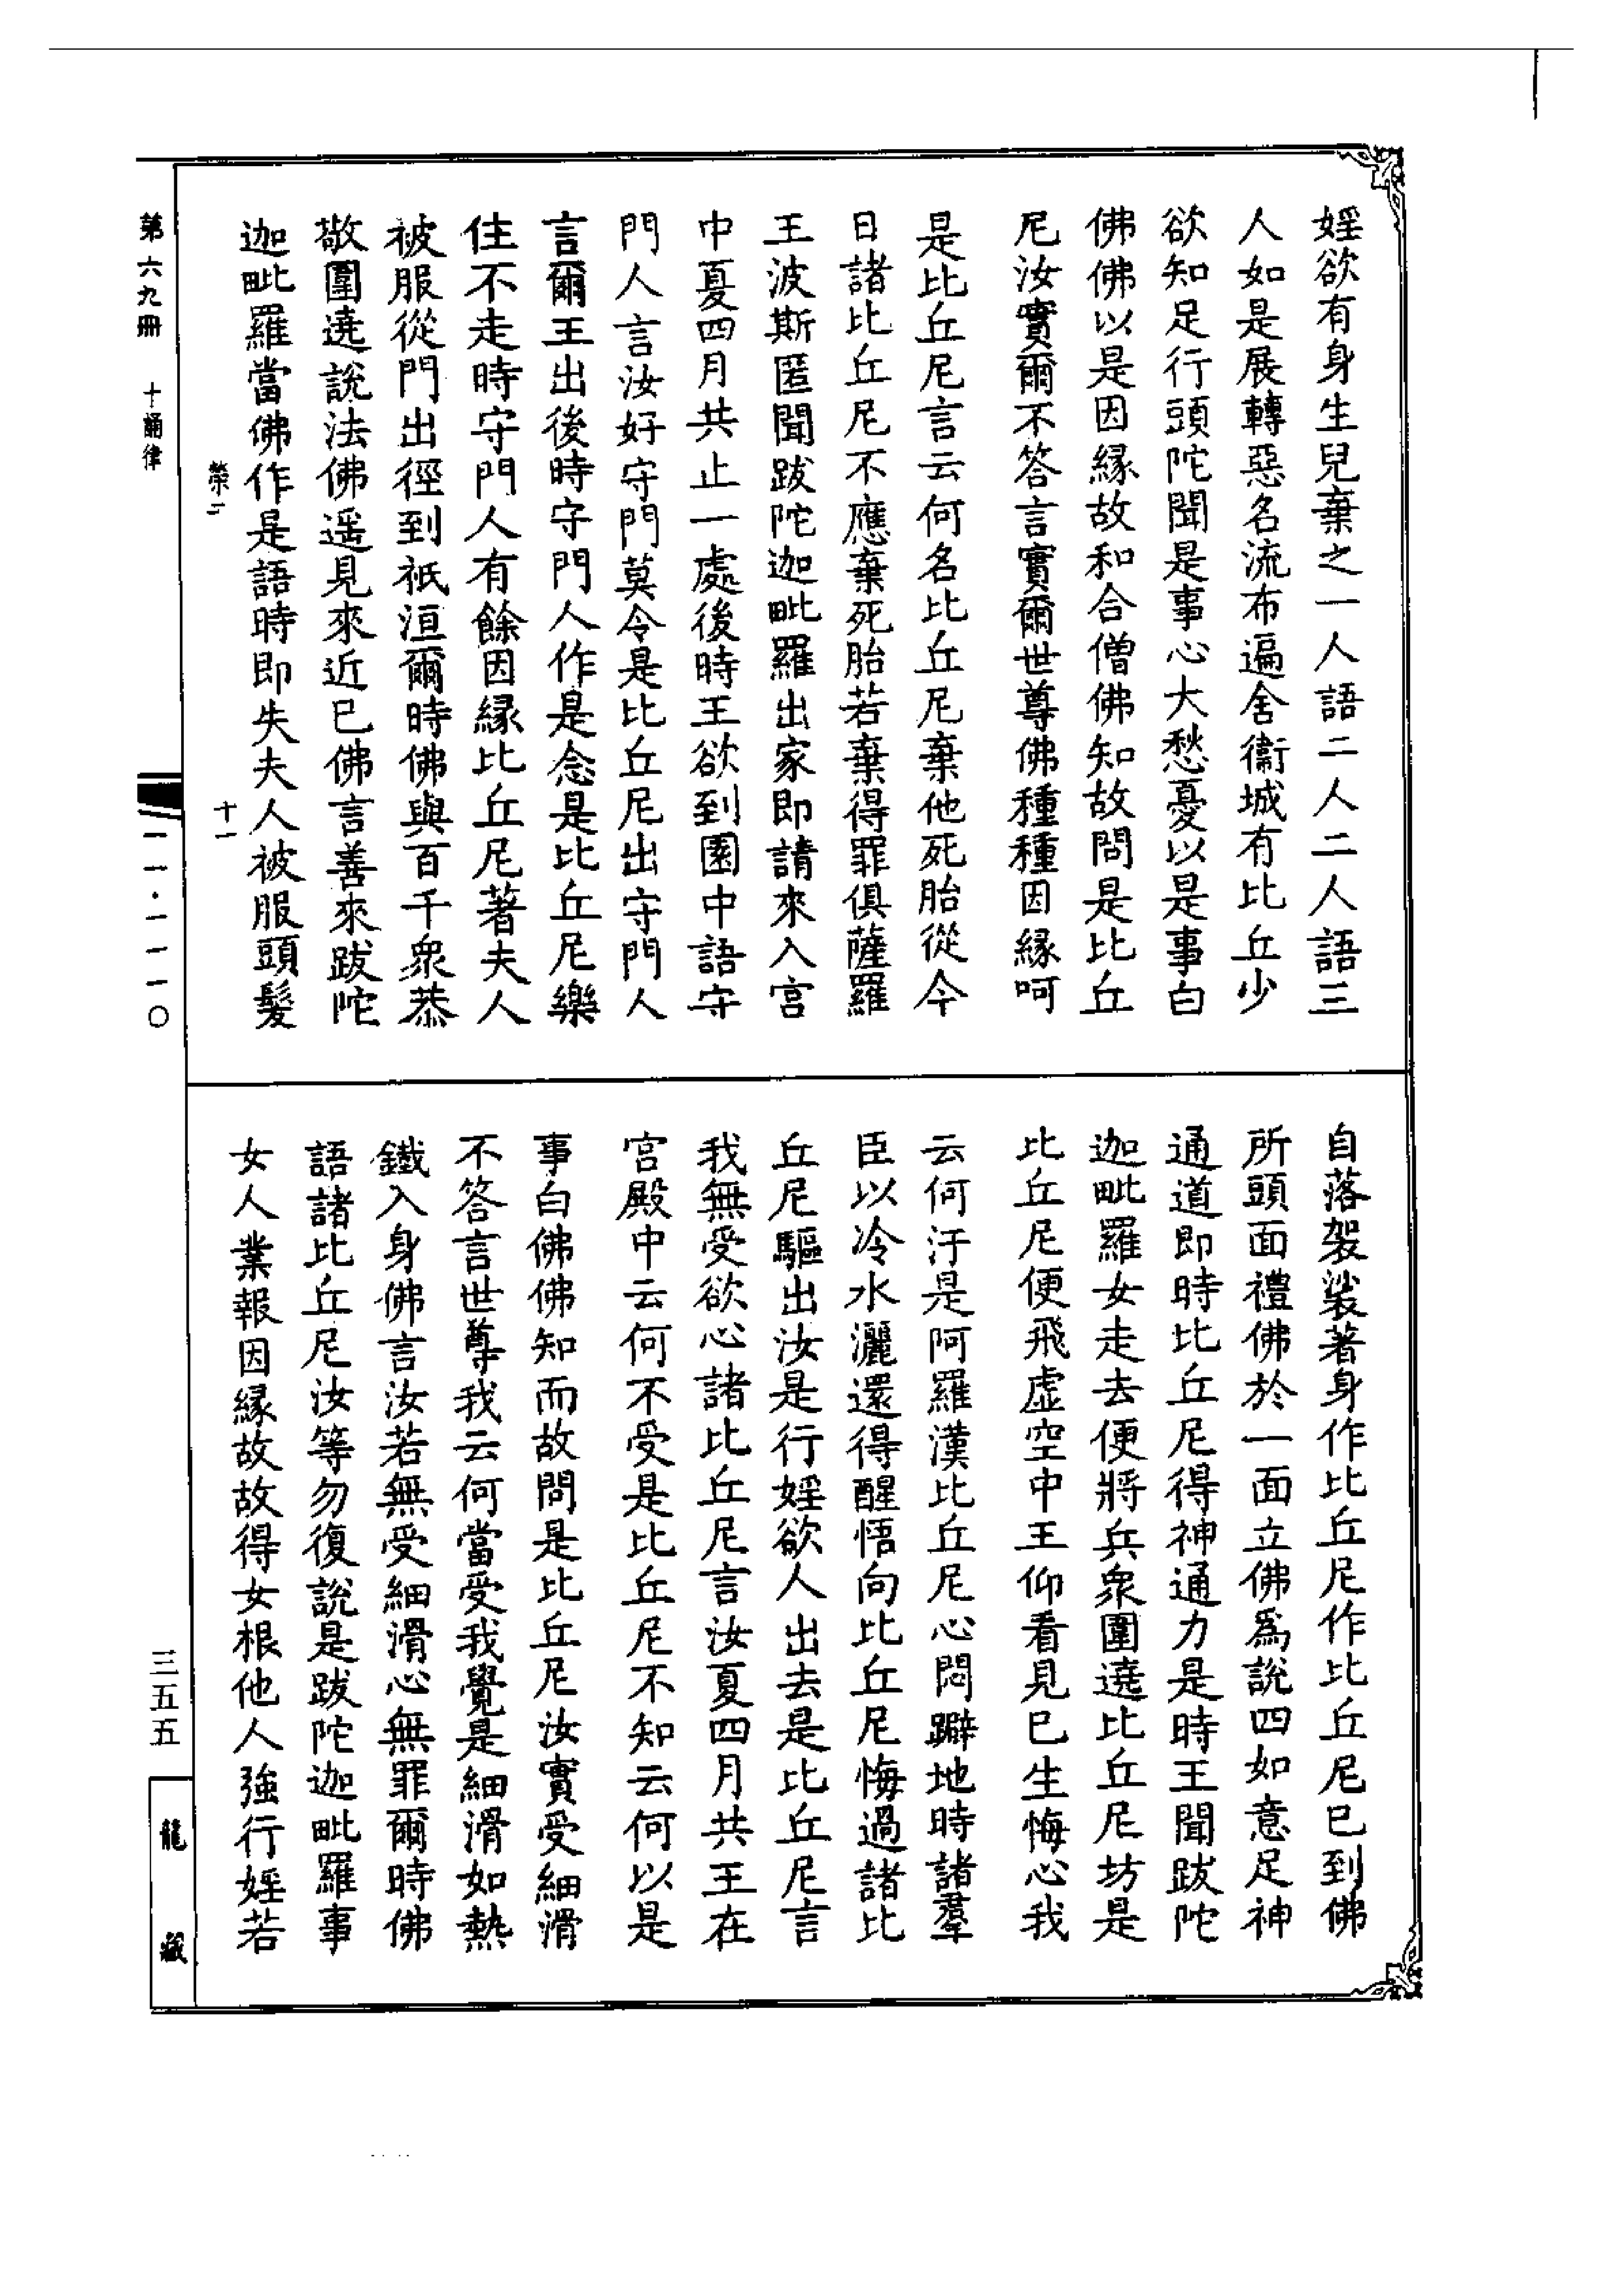 婬欲有身生兒棄之一人語二人二人語三
人如是展轉惡名流布遍舍衞城有比丘少
欲知足行頭陀聞是事心大愁憂以是事白
佛佛以是因緣故和合僧佛知故問是比丘
尼汝實爾不答言實爾世尊佛種種因緣呵
是比丘尼言云何名比丘尼棄他死胎從今
日諸比丘尼不應棄死胎若棄得罪俱薩羅
王波斯匿聞跋陀迦毗羅出家即請來入宮
中夏四月共止一處後時王欲到園中語守
門人言汝好守門莫令是比丘尼出守門人
言爾王出後時守門人作是念是比丘尼樂
住不走時守門人有餘因緣比丘尼著夫人
被服從門出徑到祇洹爾時佛與百千衆恭
敬圍遶說法佛遥見來近已佛言善來跋陀
迦毗羅當佛作是語時即失夫人被服頭髮
榮二
十一
自落袈裟著身作比丘尼作比丘尼已到佛
所頭面禮佛於一面立佛爲說四如意足神
通道即時比丘尼得神通力是時王聞跋陀
迦毗羅女走去便將兵衆圍遶比丘尼坊是
比丘尼便飛虛空中王仰看見已生悔心我
云何汙是阿羅漢比丘尼心悶躃地時諸羣
臣以冷水灑還得醒悟向比丘尼悔過諸比
丘尼驅出汝是行婬欲人出去是比丘尼言
我無受欲心諸比丘尼言汝夏四月共王在
宮殿中云何不受是比丘尼不知云何以是
事白佛佛知而故問是比丘尼汝實受細滑
不答言世尊我云何當受我覺是細滑如熱
鐵入身佛言汝若無受細滑心無罪爾時佛
語諸比丘尼汝等勿復說是跋陀迦毗羅事
女人業報因緣故故得女根他人強行婬若
第六九冊 十誦律
一一·一一一〇
三五五
龍藏